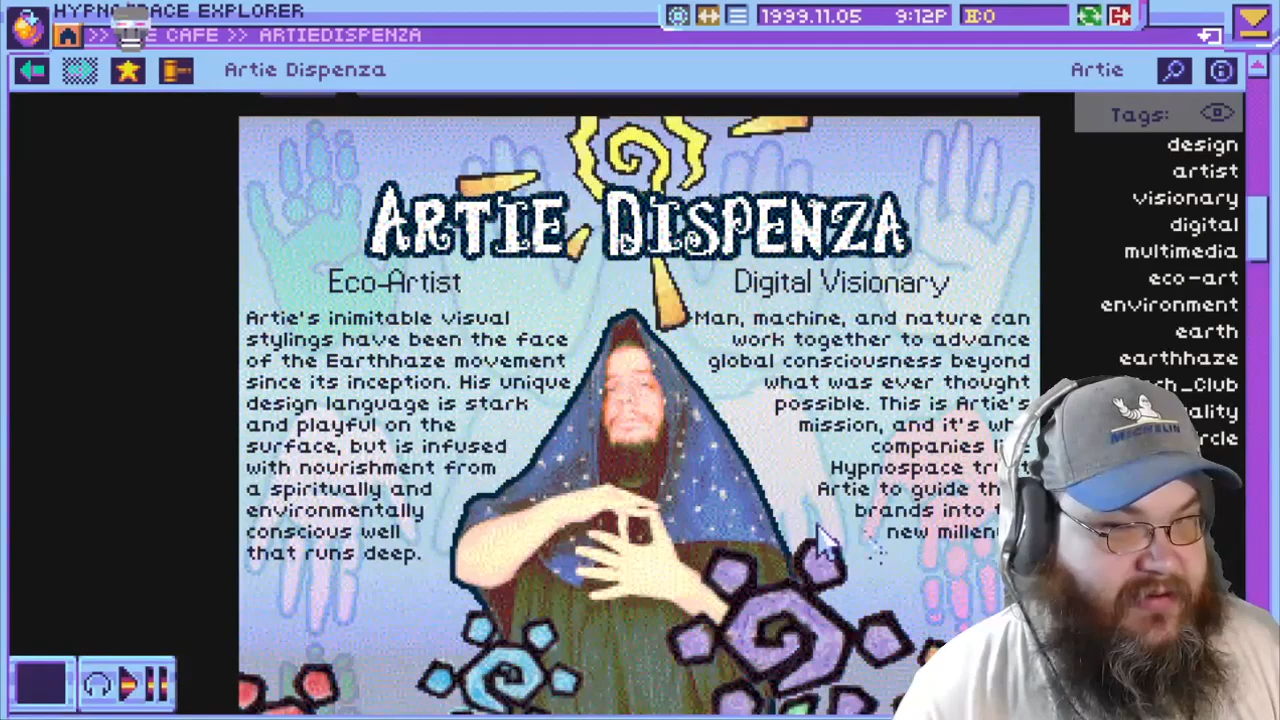 HYPNOSPACE EXPLORER
1999.11.05
9:12P
0
>> CAFE >> ARTIEDISPENZA
Artie Dispenza
Artie
Tags:
design
artist
visionary
digital
multimedia
eco-art
environment
earth
earthhaze
ARTIE DISPENZA
Eco-Artist
Digital Visionary
Artie's inimitable visual
stylings have been the face
of the Earthhaze movement
since its inception. His unique
design language is stark
and playful on the
surface, but is infused
with nourishment from
a spiritually and
environmentally
conscious well
that runs deep.
Man, machine, and nature can
work together to advance
global consciousness beyond
what was ever thought
possible. This is Artie's
mission, and it's
companies
Hypnospace
Artie to guide
brands into
new
MICHELIN